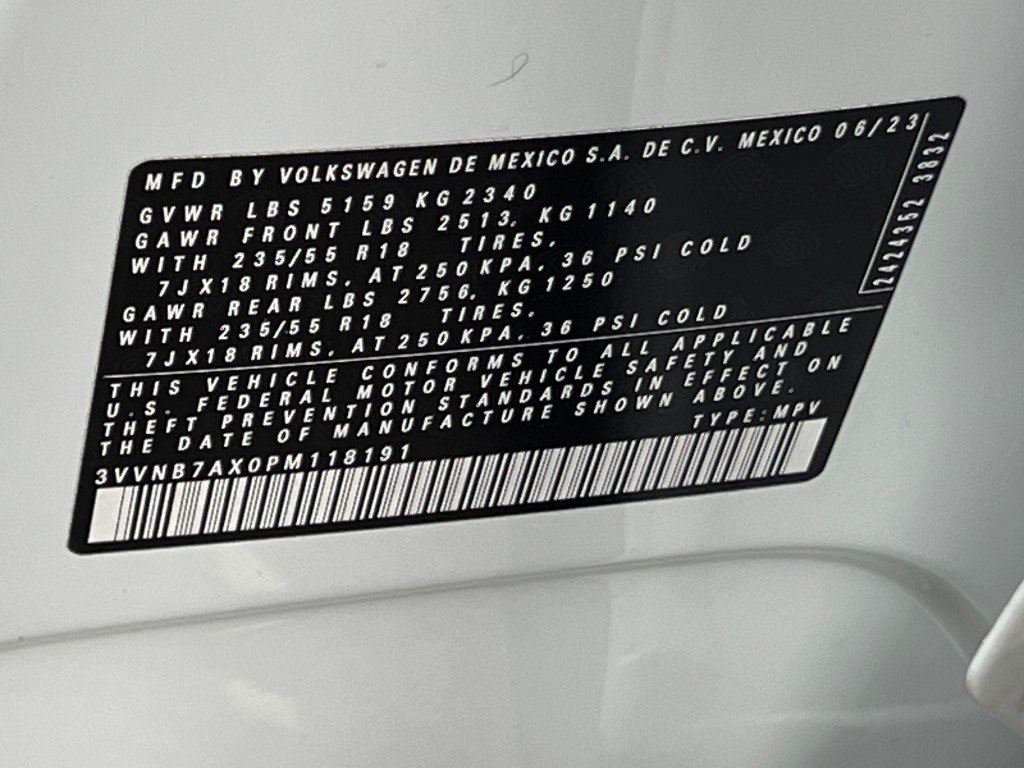 MFD BY VOLKSWAGEN DE MEXICO S.A. DE C.V. MEXICO 06/23
GVWR LBS 5159 KG 2340
GAWR FRONT LBS 2513, KG 1140
WITH 235/55 R18 TIRES,
7JX18 RIMS, AT 250 KPA, 36 PSI COLD
GAWR REAR LBS 2756, KG 1250
WITH 235/55 R18 TIRES,
7JX18 RIMS, AT 250 KPA, 36 PSI COLD
2424352 3832
THIS VEHICLE CONFORMS TO ALL APPLICABLE
U.S. FEDERAL MOTOR VEHICLE SAFETY AND
THEFT PREVENTION STANDARDS IN EFFECT ON
THE DATE OF MANUFACTURE SHOWN ABOVE.
TYPE:MPV
3VVNB7AX0PM118191